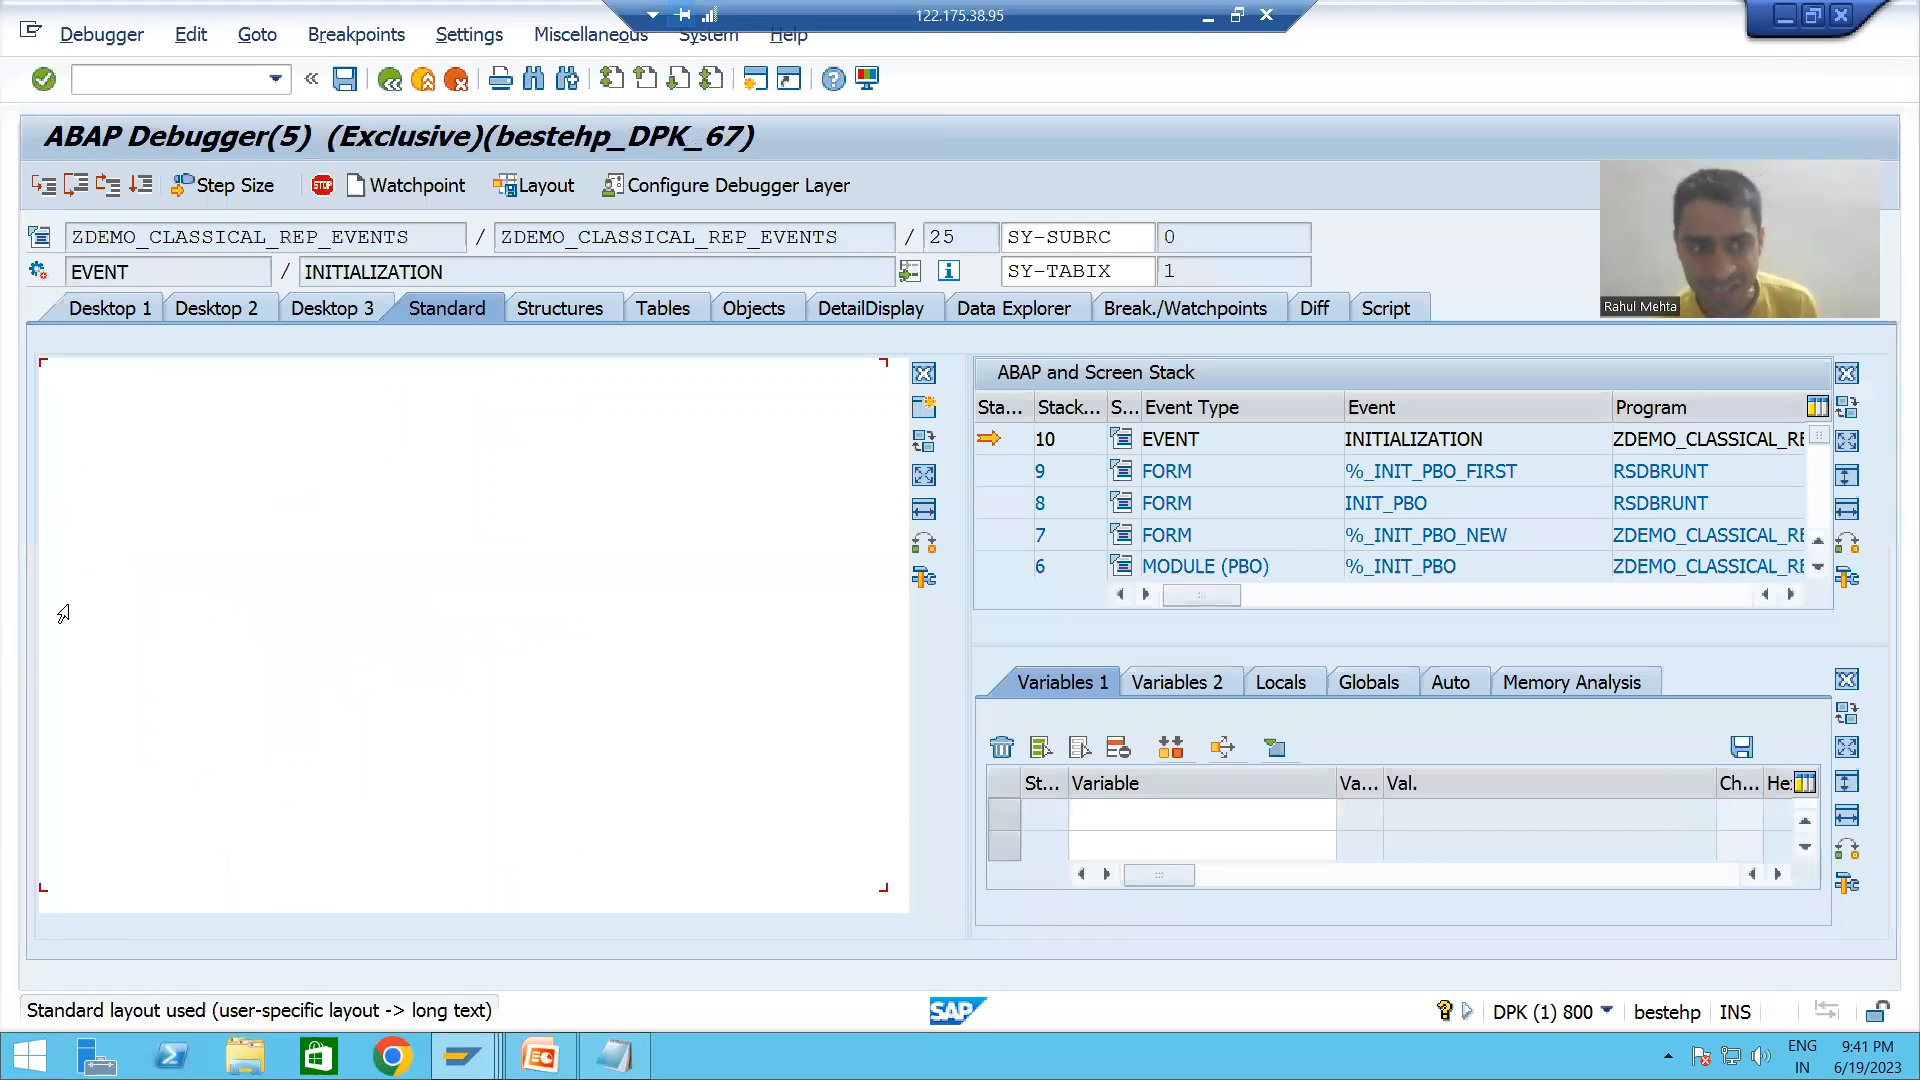 122.175.38.95
Debugger Edit Goto Breakpoints Settings Miscellaneous System Help
ABAP Debugger(5) (Exclusive)(bestehp_DPK_67)
Step Size STOP Watchpoint Layout Configure Debugger Layer
ZDEMO_CLASSICAL_REP_EVENTS / ZDEMO_CLASSICAL_REP_EVENTS / 25 SY-SUBRC 0
EVENT / INITIALIZATION SY-TABIX 1
Rahul Mehta
Desktop 1 Desktop 2 Desktop 3 Standard Structures Tables Objects DetailDisplay Data Explorer Break./Watchpoints Diff Script
ABAP and Screen Stack
Sta... Stack... S... Event Type Event Program
10 EVENT INITIALIZATION ZDEMO_CLASSICAL_RE
9 FORM %_INIT_PBO_FIRST RSDBRUNT
8 FORM INIT_PBO RSDBRUNT
7 FORM %_INIT_PBO_NEW ZDEMO_CLASSICAL_RE
6 MODULE (PBO) %_INIT_PBO ZDEMO_CLASSICAL_RE
Variables 1 Variables 2 Locals Globals Auto Memory Analysis
St... Variable Va... Val. Ch... He
Standard layout used (user-specific layout -> long text)
SAP
DPK (1) 800 bestehp INS
ENG 9:41 PM
IN 6/19/2023